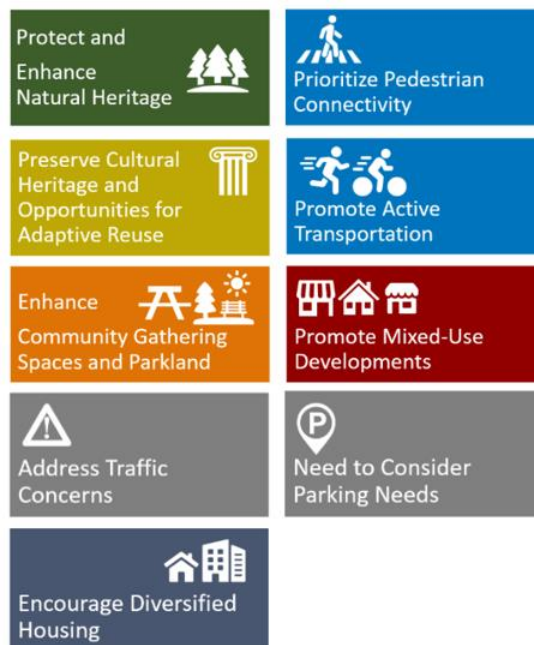 Protect and
Enhance
Natural Heritage
Prioritize Pedestrian
Connectivity
Preserve Cultural
Heritage and
Opportunities for
Adaptive Reuse
Promote Active
Transportation
Enhance
Community Gathering
Spaces and Parkland
Promote Mixed-Use
Developments
Address Traffic
Concerns
P
Need to Consider
Parking Needs
Encourage Diversified
Housing